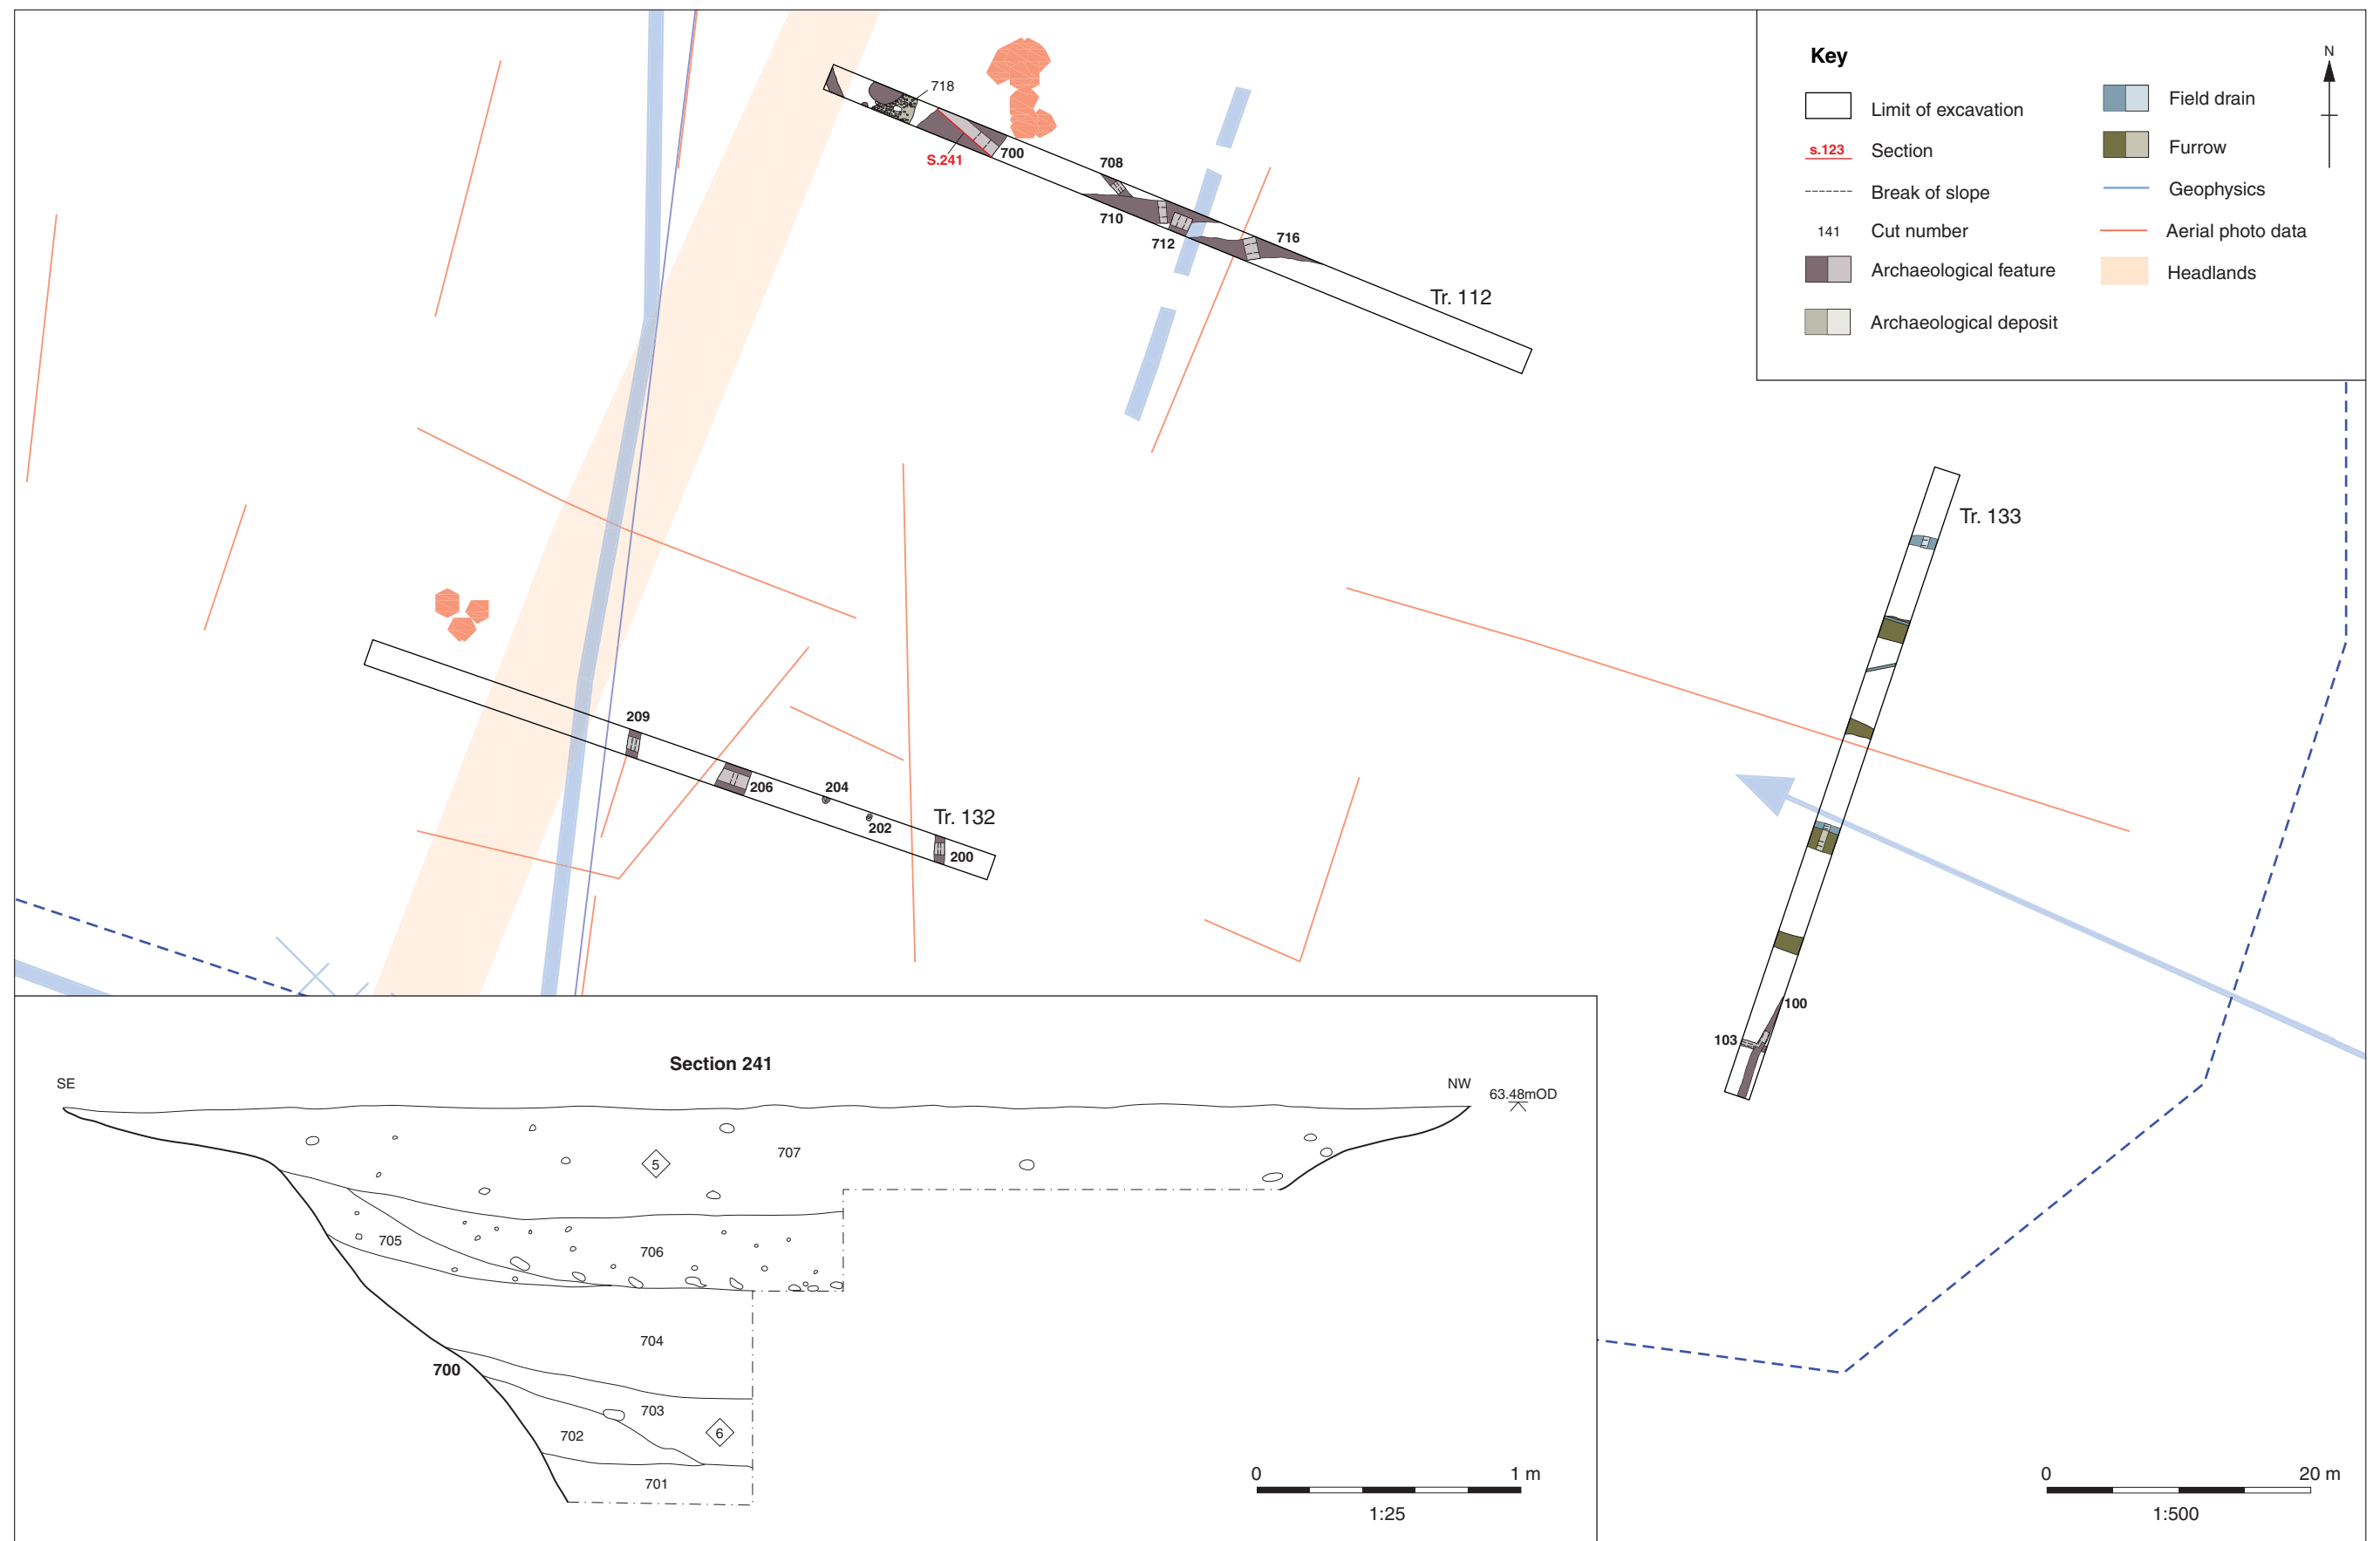 Key
N
Limit of excavation
s.123 Section
Break of slope
141 Cut number
Archaeological feature
Archaeological deposit
Field drain
Furrow
Geophysics
Aerial photo data
Headlands
718
S.241
700
708
710
712
716
Tr. 112
Tr. 133
209
206
204
202
Tr. 132
200
100
103
Section 241
SE
NW
63.48mOD
707
5
705
706
704
700
703
6
702
701
0 1 m
1:25
0 20 m
1:500